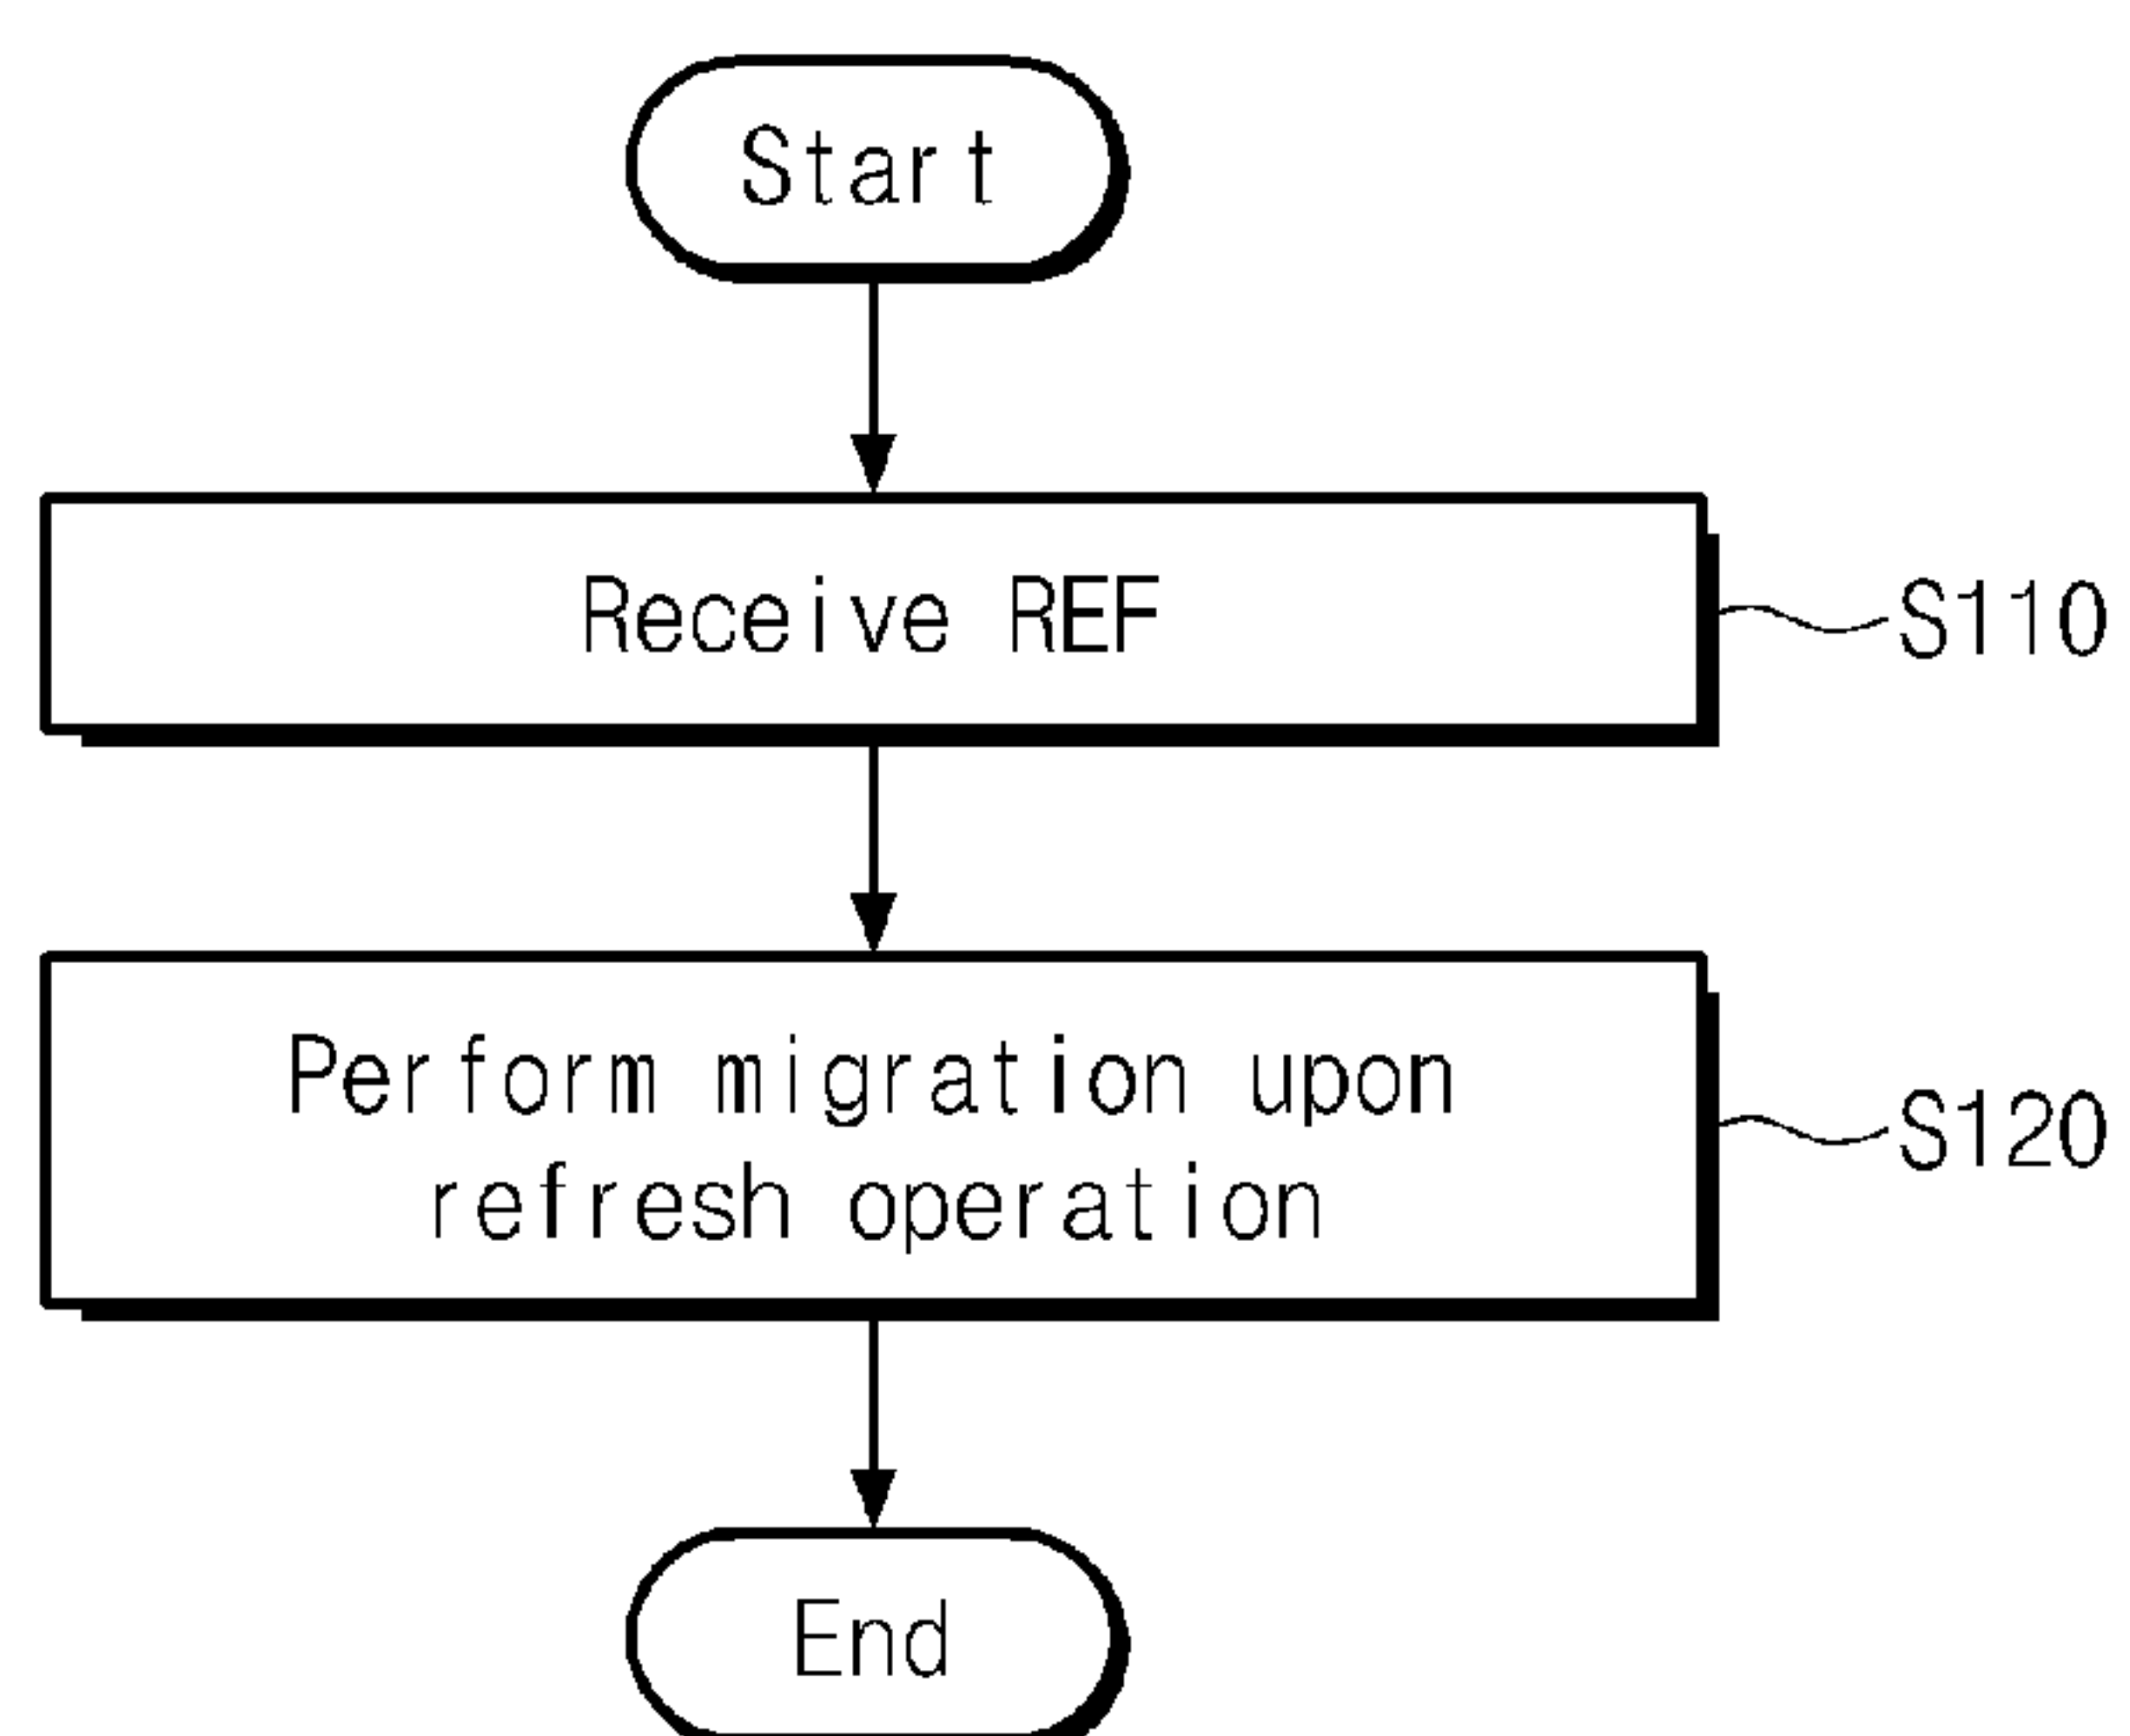 Start
Receive REF
S110
Perform migration upon
refresh operation
S120
End